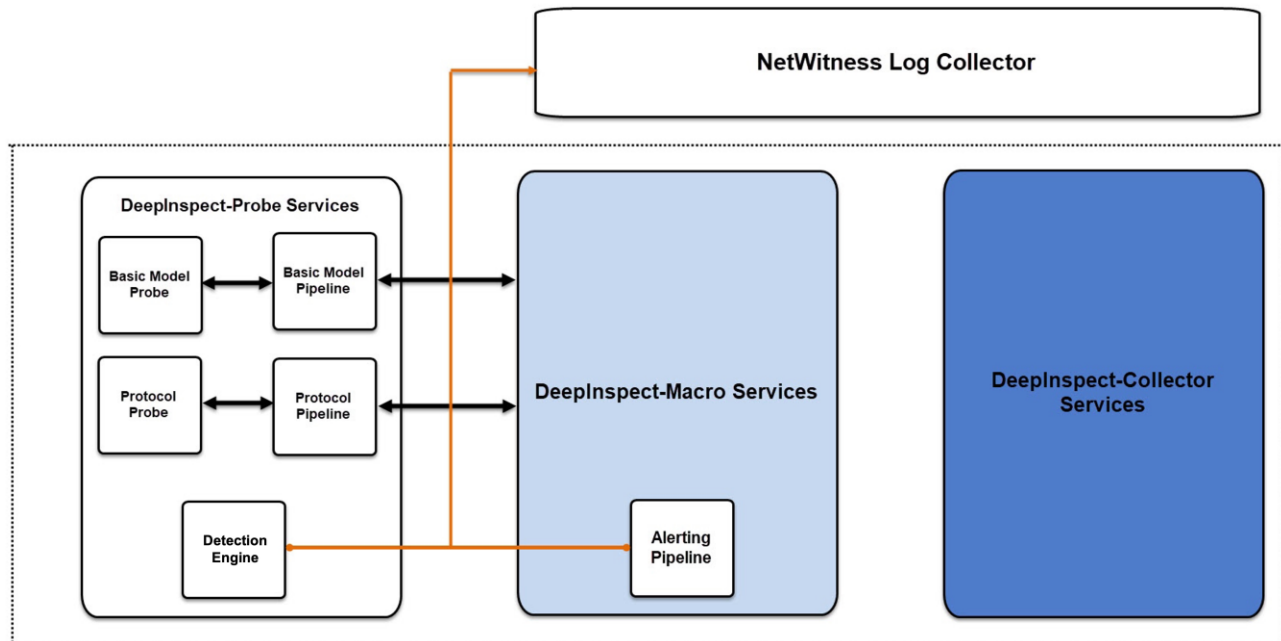 NetWitness Log Collector
DeepInspect-Probe Services
Basic Model
Probe
Basic Model
Pipeline
Protocol
Probe
Protocol
Pipeline
Detection
Engine
DeepInspect-Macro Services
Alerting
Pipeline
DeepInspect-Collector
Services